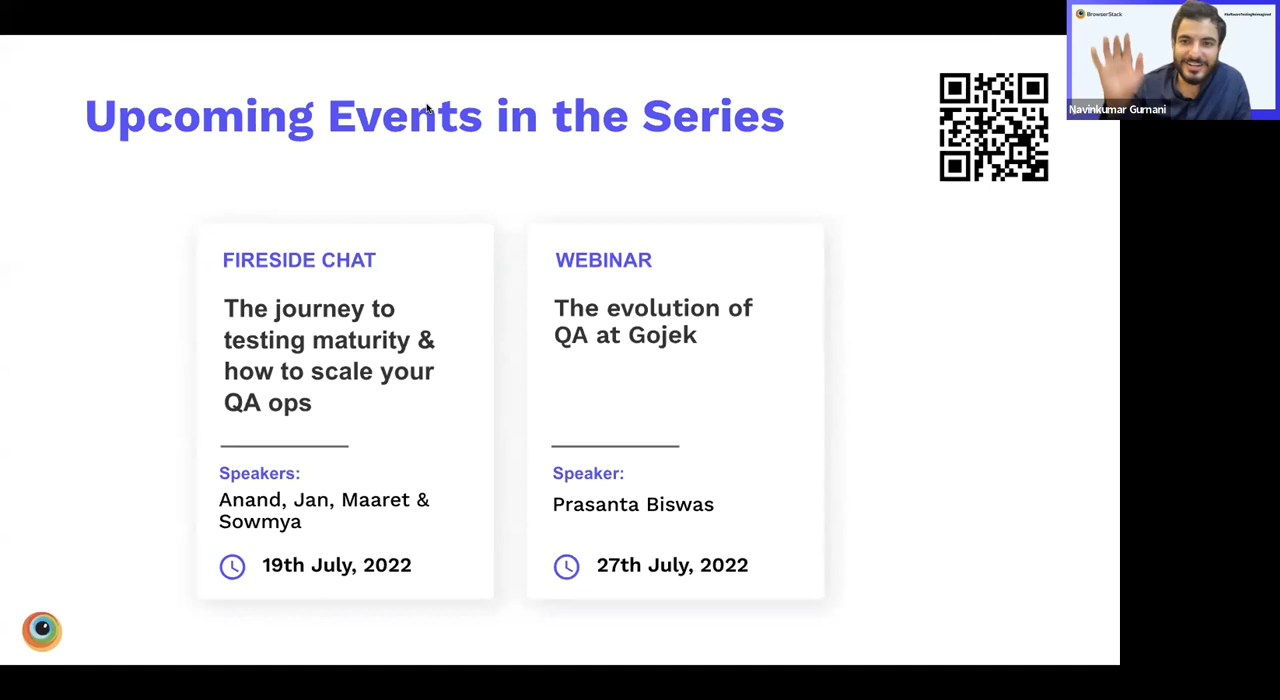 BrowserStack
#SoftwareTestingReimagined
Navinkumar Gurnani
Upcoming Events in the Series
FIRESIDE CHAT
The journey to
testing maturity &
how to scale your
QA ops
Speakers:
Anand, Jan, Maaret &
Sowmya
19th July, 2022
WEBINAR
The evolution of
QA at Gojek
Speaker:
Prasanta Biswas
27th July, 2022